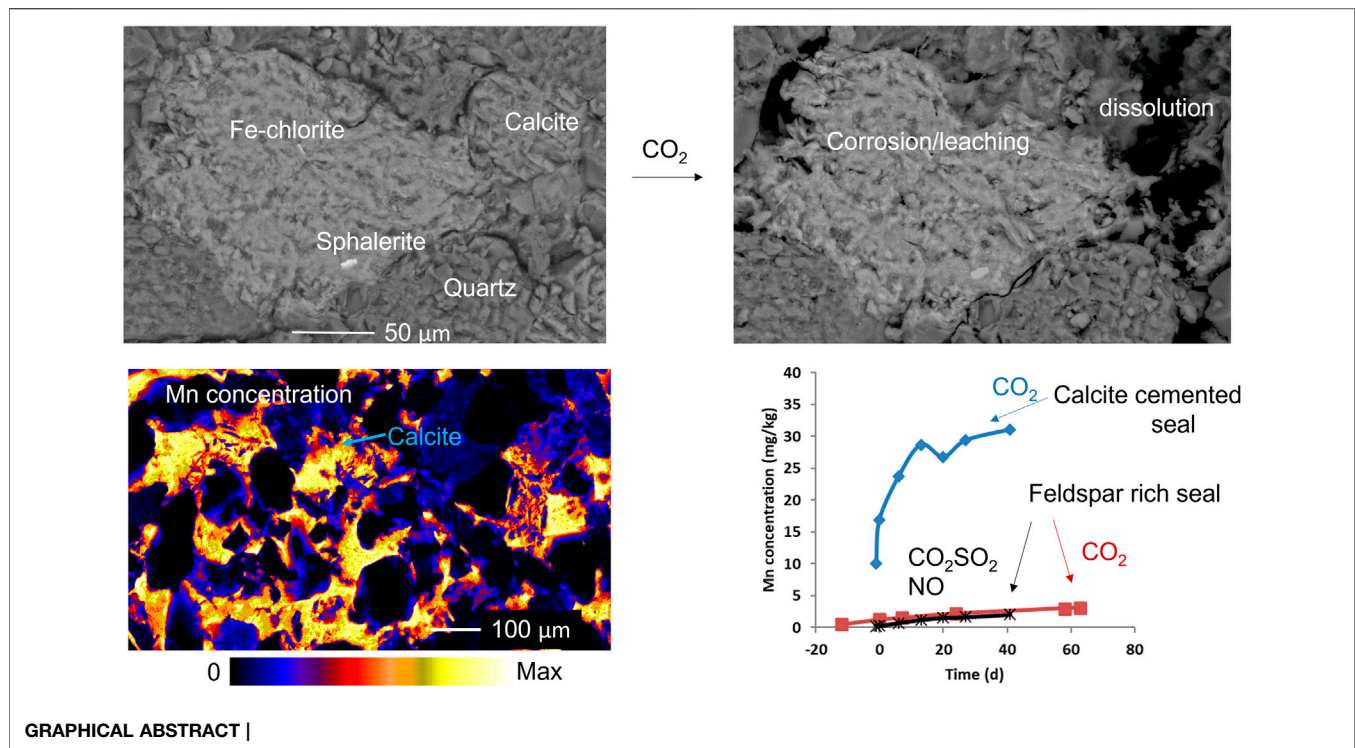 Fe-chlorite
Calcite
Sphalerite
Quartz
50 µm
CO2
dissolution
Corrosion/leaching
Mn concentration
Calcite
100 µm
0
Max
Mn concentration (mg/kg)
40
35
30
25
20
15
10
5
0
-20
0
20
40
60
80
Time (d)
CO2
Calcite cemented
seal
Feldspar rich seal
CO2SO2
NO
CO2
GRAPHICAL ABSTRACT |